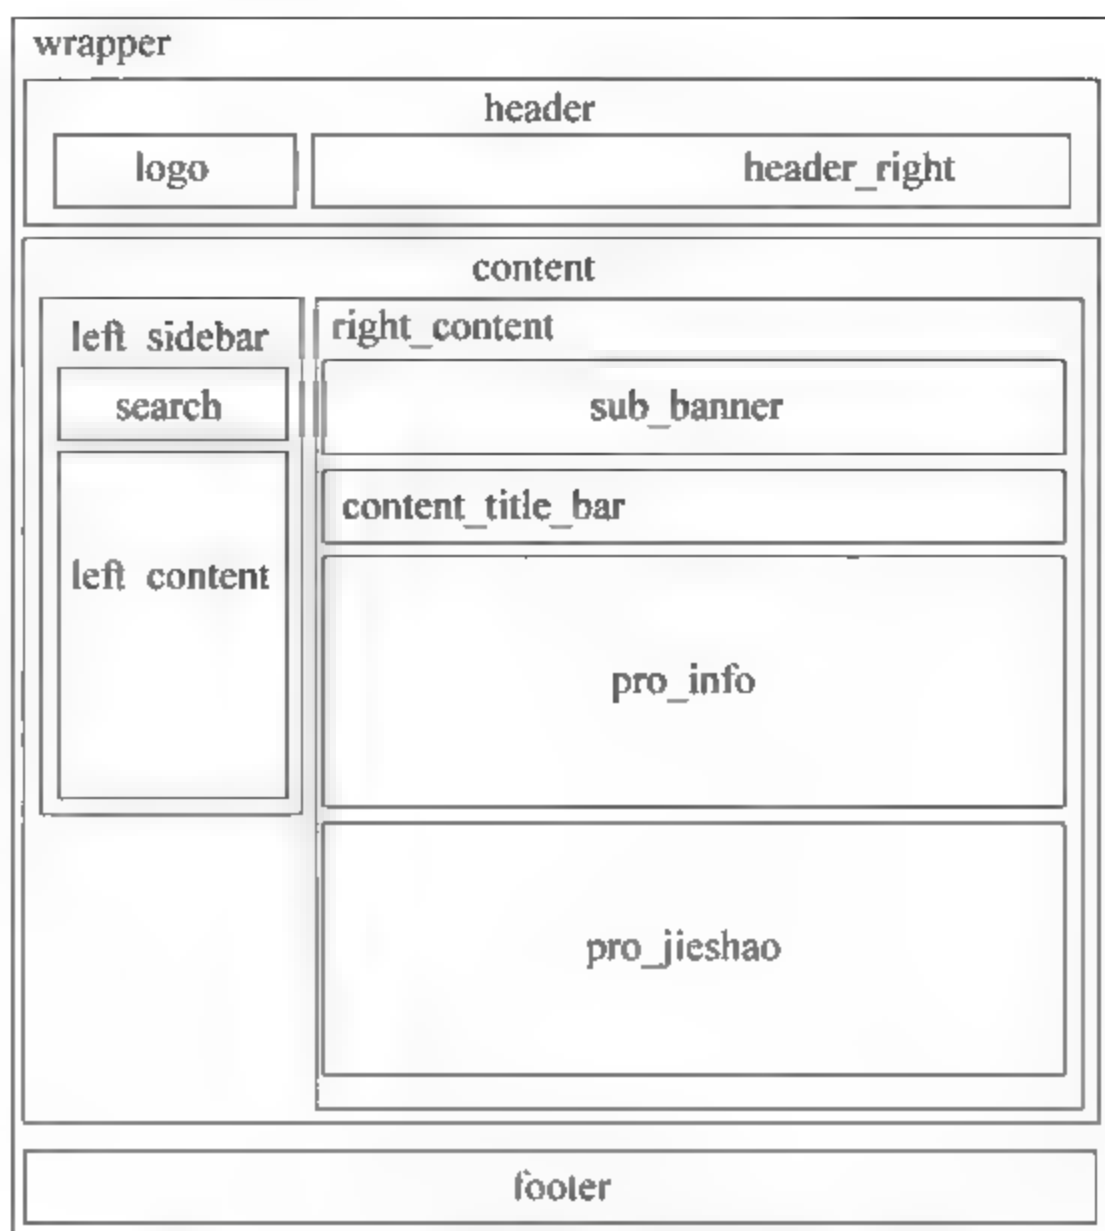 wrapper
header
logo
header_right
content
left sidebar
right_content
search
sub_banner
content_title_bar
left content
pro_info
pro_jieshao
footer